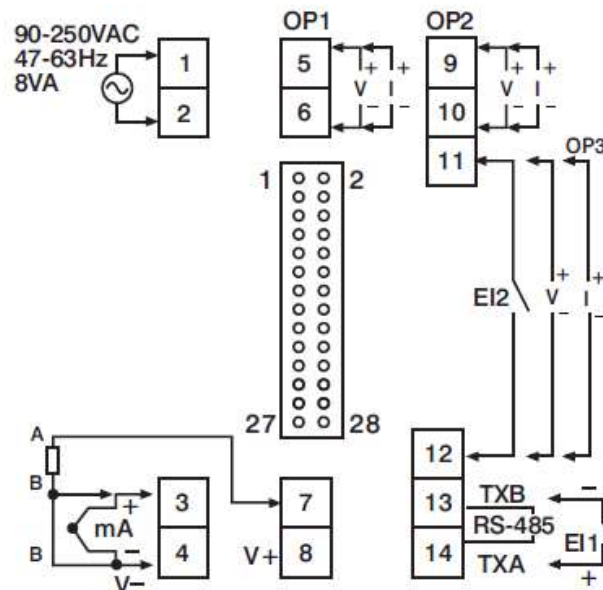 90-250VAC
47-63Hz
8VA
1
2
OP1
5
6
+
V
-
+
I
-
OP2
9
10
11
+
V
-
+
I
-
OP3
1
2
27
28
EI2
+
V
-
+
I
-
A
B
B
+
mA
-
V-
3
4
7
8
V+
12
13
14
TXB
RS-485
TXA
-
EI1
+